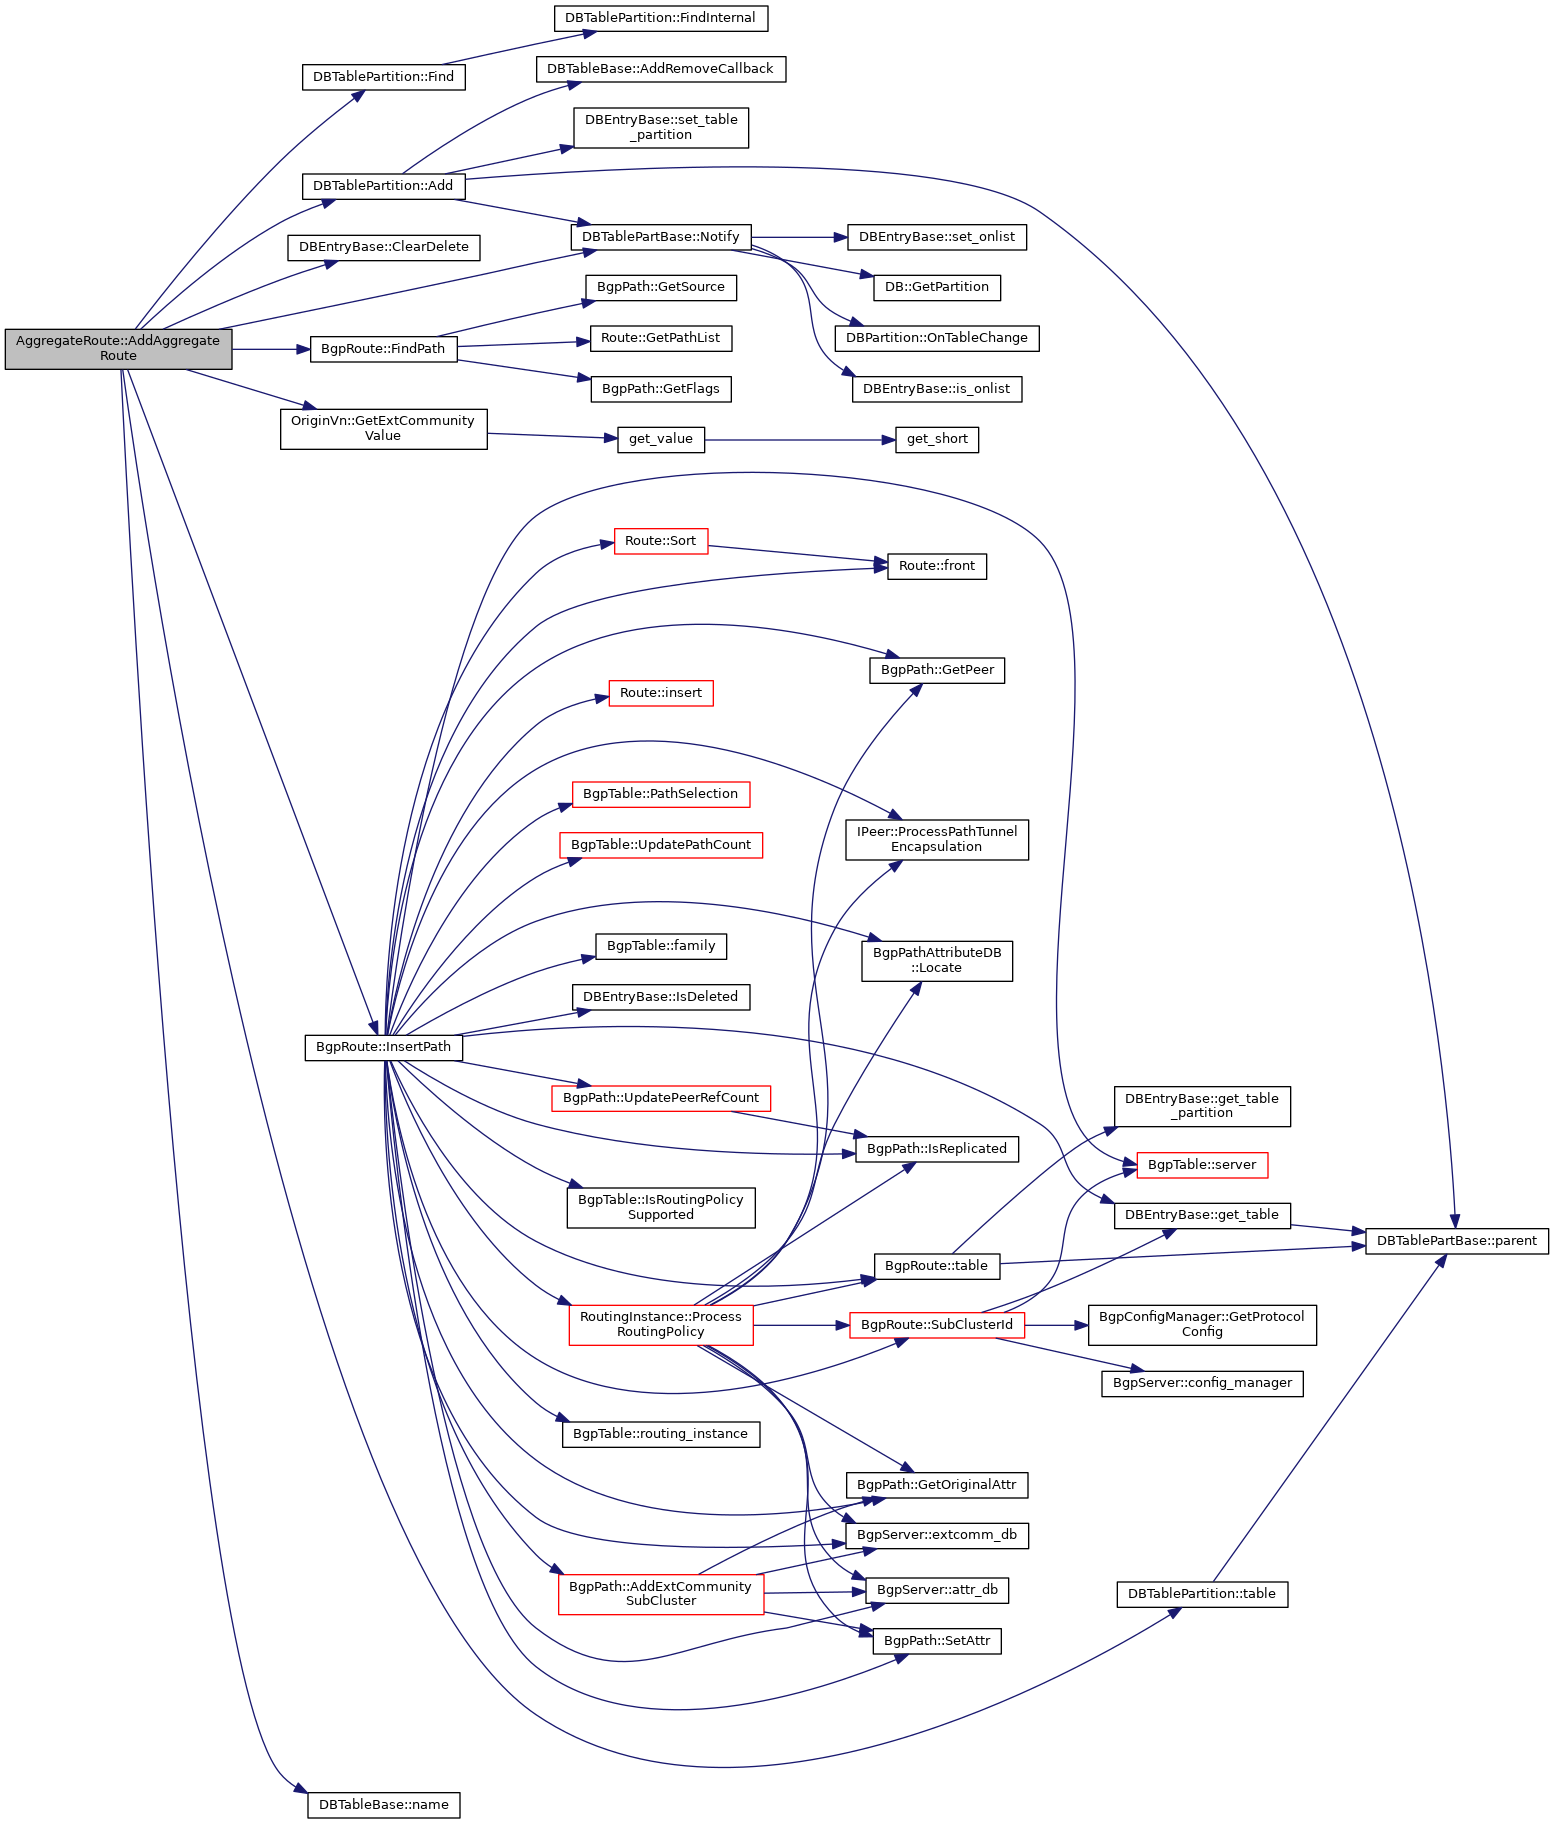 DBTablePartition::FindInternal
DBTablePartition::Find
DBTableBase::AddRemoveCallback
DBEntryBase::set_table
_partition
DBTablePartition::Add
DBTablePartBase::Notify
DBEntryBase::set_onlist
DBEntryBase::ClearDelete
BgpPath::GetSource
DB::GetPartition
AggregateRoute::AddAggregate
Route
BgpRoute::FindPath
Route::GetPathList
DBPartition::OnTableChange
BgpPath::GetFlags
DBEntryBase::is_onlist
OriginVn::GetExtCommunity
Value
get_value
get_short
Route::Sort
Route::front
BgpPath::GetPeer
Route::insert
BgpTable::PathSelection
IPeer::ProcessPathTunnel
Encapsulation
BgpTable::UpdatePathCount
BgpTable::family
BgpPathAttributeDB
::Locate
DBEntryBase::IsDeleted
BgpRoute::InsertPath
BgpPath::UpdatePeerRefCount
DBEntryBase::get_table
_partition
BgpPath::IsReplicated
BgpTable::server
BgpTable::IsRoutingPolicy
Supported
DBEntryBase::get_table
DBTablePartBase::parent
BgpRoute::table
RoutingInstance::Process
RoutingPolicy
BgpRoute::SubClusterId
BgpConfigManager::GetProtocol
Config
BgpServer::config_manager
BgpTable::routing_instance
BgpPath::GetOriginalAttr
BgpServer::extcomm_db
BgpPath::AddExtCommunity
SubCluster
BgpServer::attr_db
DBTablePartition::table
BgpPath::SetAttr
DBTableBase::name